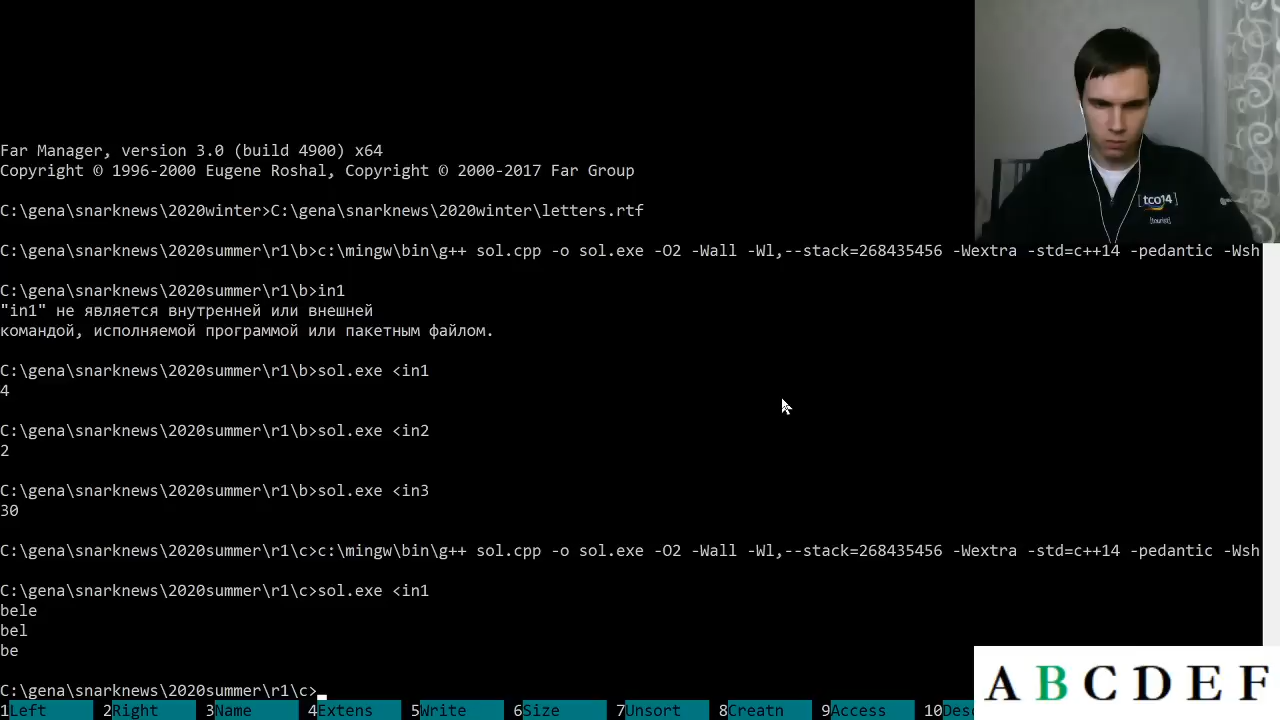 Far Manager, version 3.0 (build 4900) x64
Copyright © 1996-2000 Eugene Roshal, Copyright © 2000-2017 Far Group
C:\gena\snarknews\2020winter>C:\gena\snarknews\2020winter\letters.rtf
C:\gena\snarknews\2020summer\r1\b>c:\mingw\bin\g++ sol.cpp -o sol.exe -O2 -Wall -Wl,--stack=268435456 -Wextra -std=c++14 -pedantic -Wsh
C:\gena\snarknews\2020summer\r1\b>in1
"in1" не является внутренней или внешней
командой, исполняемой программой или пакетным файлом.
C:\gena\snarknews\2020summer\r1\b>sol.exe <in1
4
C:\gena\snarknews\2020summer\r1\b>sol.exe <in2
2
C:\gena\snarknews\2020summer\r1\b>sol.exe <in3
30
C:\gena\snarknews\2020summer\r1\c>c:\mingw\bin\g++ sol.cpp -o sol.exe -O2 -Wall -Wl,--stack=268435456 -Wextra -std=c++14 -pedantic -Wsh
C:\gena\snarknews\2020summer\r1\c>sol.exe <in1
bele
bel
be
C:\gena\snarknews\2020summer\r1\c>
1Left 2Right 3Name 4Extens 5Write 6Size 7Unsort 8Creatn 9Access 10Des
[tco14]
[tourist]
A B C D E F